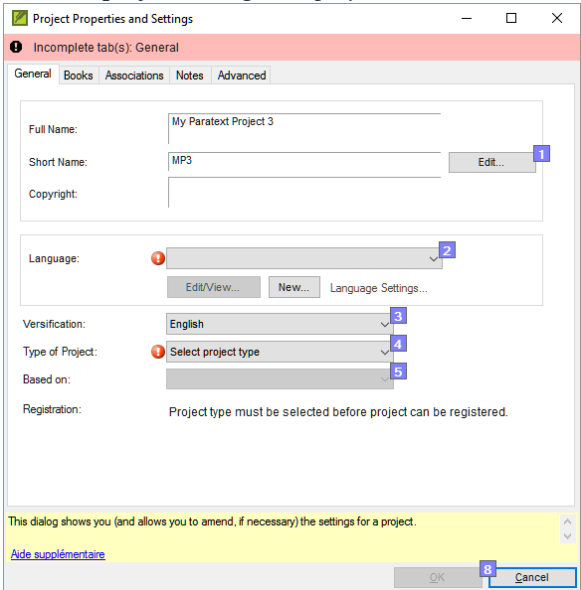 Project Properties and Settings
Incomplete tab(s): General
General Books Associations Notes Advanced
Full Name: My Paratext Project 3
Short Name: MP3 Edit... 1
Copyright:
Language: 2
Edit/View... New... Language Settings...
Versification: English 3
Type of Project: Select project type 4
Based on: 5
Registration: Project type must be selected before project can be registered.
This dialog shows you (and allows you to amend, if necessary) the settings for a project.
Aide supplémentaire
OK 8 Cancel